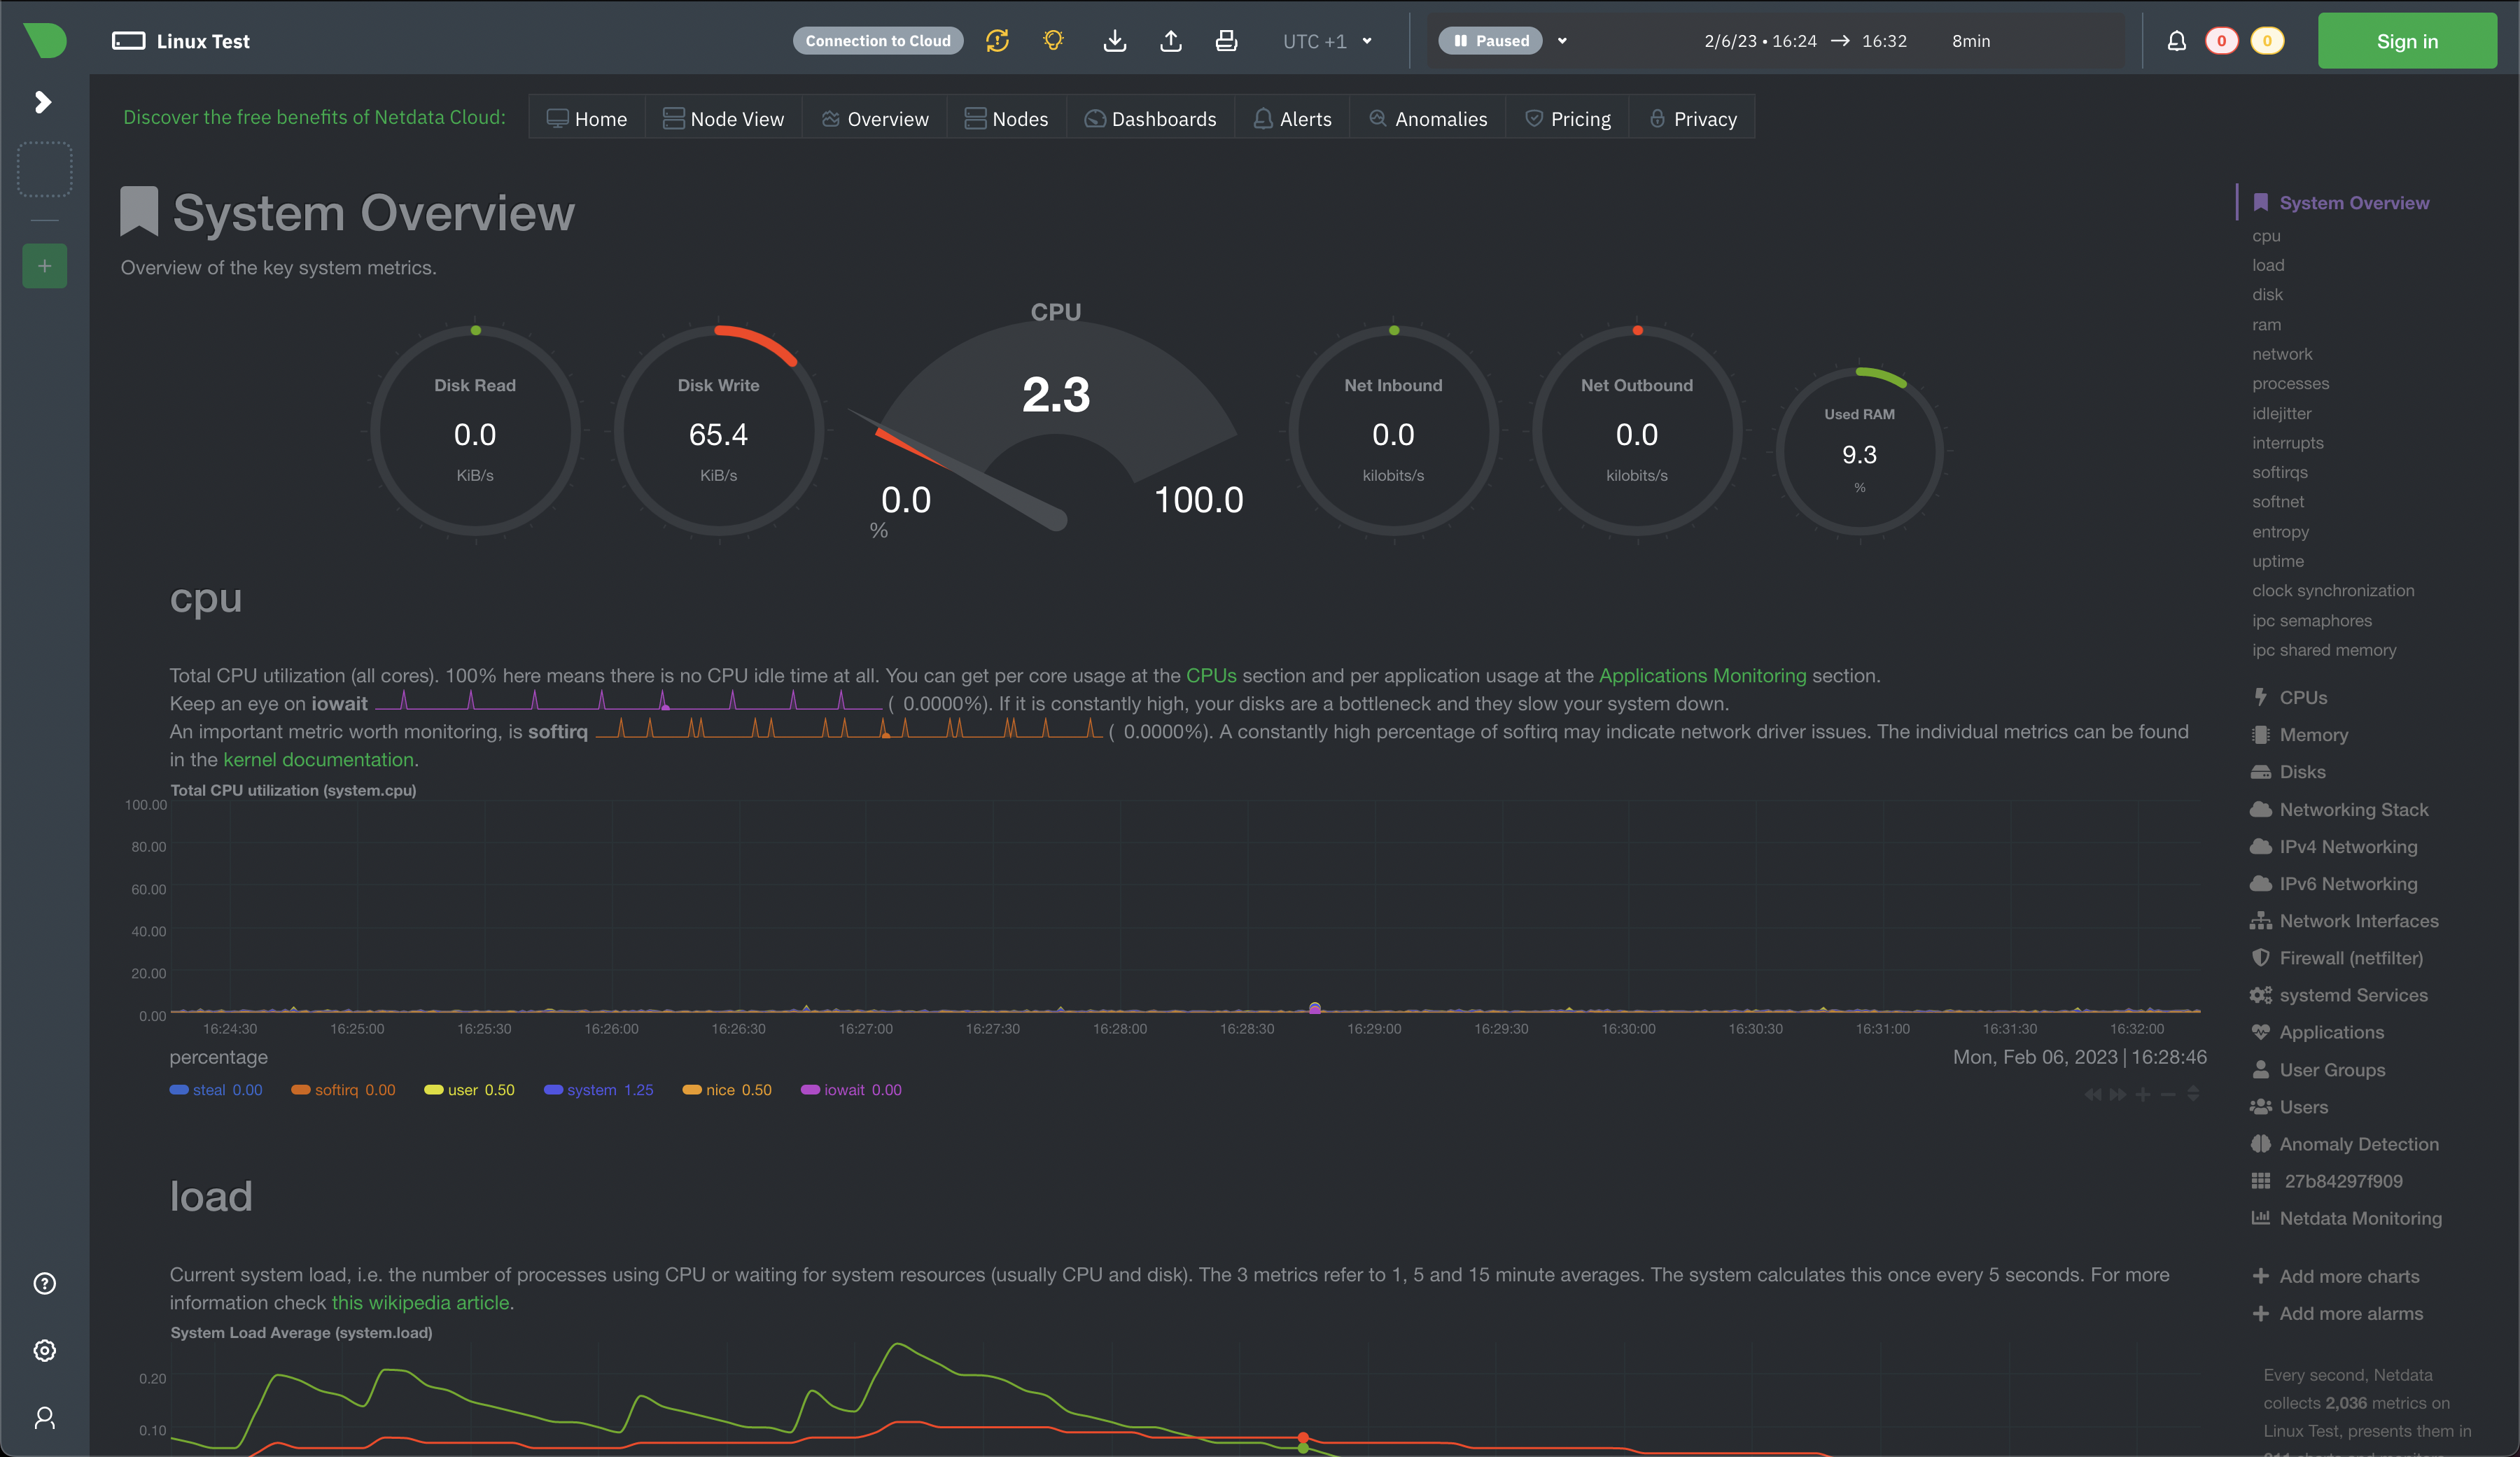 Linux Test
Connection to Cloud
UTC +1
Paused
2/6/23 • 16:24 → 16:32 8min
0
0
Sign in
Discover the free benefits of Netdata Cloud:
Home
Node View
Overview
Nodes
Dashboards
Alerts
Anomalies
Pricing
Privacy
System Overview
Overview of the key system metrics.
Disk Read
0.0
KiB/s
Disk Write
65.4
KiB/s
CPU
2.3
0.0
100.0
%
Net Inbound
0.0
kilobits/s
Net Outbound
0.0
kilobits/s
Used RAM
9.3
%
cpu
Total CPU utilization (all cores). 100% here means there is no CPU idle time at all. You can get per core usage at the CPUs section and per application usage at the Applications Monitoring section.
Keep an eye on iowait ( 0.0000%). If it is constantly high, your disks are a bottleneck and they slow your system down.
An important metric worth monitoring, is softirq ( 0.0000%). A constantly high percentage of softirq may indicate network driver issues. The individual metrics can be found
in the kernel documentation.
Total CPU utilization (system.cpu)
100.00
80.00
60.00
40.00
20.00
0.00
16:24:30 16:25:00 16:25:30 16:26:00 16:26:30 16:27:00 16:27:30 16:28:00 16:28:30 16:29:00 16:29:30 16:30:00 16:30:30 16:31:00 16:31:30 16:32:00
percentage
Mon, Feb 06, 2023 | 16:28:46
steal 0.00 softirq 0.00 user 0.50 system 1.25 nice 0.50 iowait 0.00
load
Current system load, i.e. the number of processes using CPU or waiting for system resources (usually CPU and disk). The 3 metrics refer to 1, 5 and 15 minute averages. The system calculates this once every 5 seconds. For more
information check this wikipedia article.
System Load Average (system.load)
0.20
0.10
System Overview
cpu
load
disk
ram
network
processes
idlejitter
interrupts
softirqs
softnet
entropy
uptime
clock synchronization
ipc semaphores
ipc shared memory
CPUs
Memory
Disks
Networking Stack
IPv4 Networking
IPv6 Networking
Network Interfaces
Firewall (netfilter)
systemd Services
Applications
User Groups
Users
Anomaly Detection
27b84297f909
Netdata Monitoring
Add more charts
Add more alarms
Every second, Netdata
collects 2,036 metrics on
Linux Test, presents them in